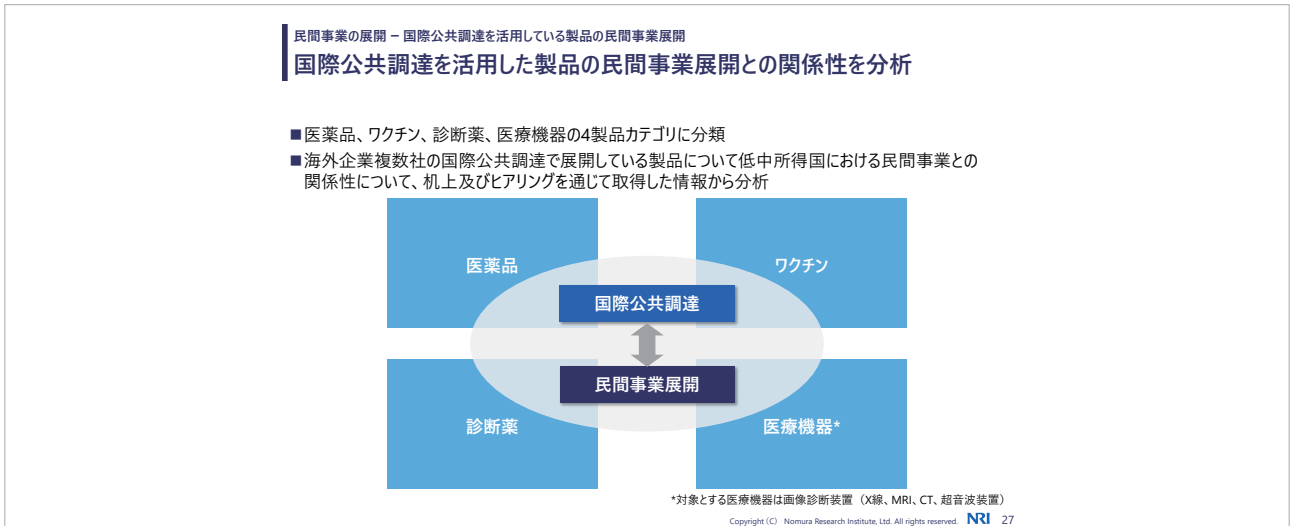 民間事業の展開 – 国際公共調達を活用している製品の民間事業展開
国際公共調達を活用した製品の民間事業展開との関係性を分析
■医薬品、ワクチン、診断薬、医療機器の4製品カテゴリに分類
■海外企業複数社の国際公共調達で展開している製品について低中所得国における民間事業との
関係性について、机上及びヒアリングを通じて取得した情報から分析
医薬品
ワクチン
国際公共調達
民間事業展開
診断薬
医療機器*
*対象とする医療機器は画像診断装置（X線、MRI、CT、超音波装置）
Copyright (C) Nomura Research Institute, Ltd. All rights reserved. NRI 27